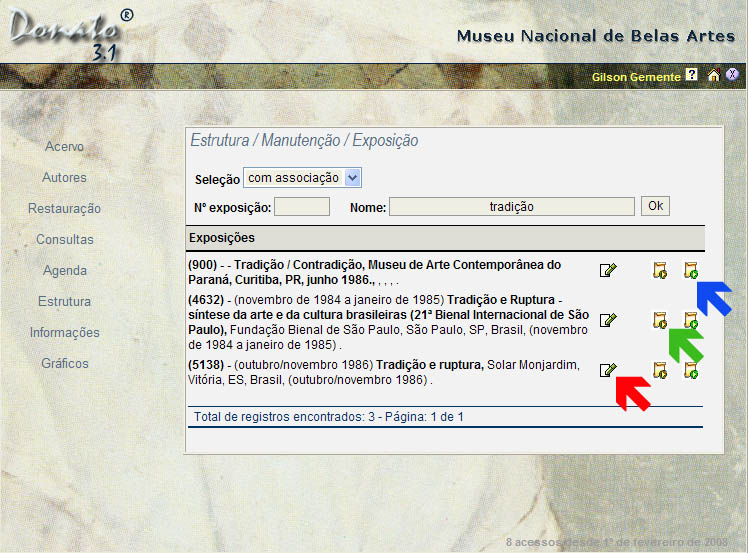 Donato ®
3.1
Museu Nacional de Belas Artes
Gilson Gemente ? X
Acervo
Autores
Restauração
Consultas
Agenda
Estrutura
Informações
Gráficos
Estrutura / Manutenção / Exposição
Seleção com associação
Nº exposição: Nome: tradição Ok
Exposições
(900) - - Tradição / Contradição, Museu de Arte Contemporânea do
Paraná, Curitiba, PR, junho 1986., , , , .
(4632) - (novembro de 1984 a janeiro de 1985) Tradição e Ruptura -
síntese da arte e da cultura brasileiras (21ª Bienal Internacional de São
Paulo), Fundação Bienal de São Paulo, São Paulo, SP, Brasil, (novembro
de 1984 a janeiro de 1985) .
(5138) - (outubro/novembro 1986) Tradição e ruptura, Solar Monjardim,
Vitória, ES, Brasil, (outubro/novembro 1986) .
Total de registros encontrados: 3 - Página: 1 de 1
8 acessos desde 1º de fevereiro de 2008